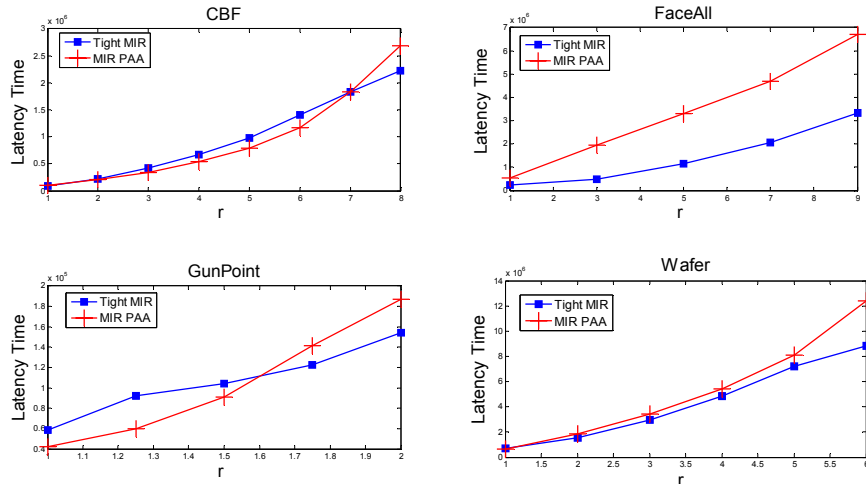 CBF
x 10^6
3
2.5
2
1.5
1
0.5
0
Latency Time
Tight MIR
MIR PAA
1 2 3 4 5 6 7 8
r
FaceAll
x 10^6
7
6
5
4
3
2
1
0
Latency Time
Tight MIR
MIR PAA
1 2 3 4 5 6 7 8 9
r
GunPoint
x 10^5
2
1.8
1.6
1.4
1.2
1
0.8
0.6
0.4
Latency Time
Tight MIR
MIR PAA
1 1.1 1.2 1.3 1.4 1.5 1.6 1.7 1.8 1.9 2
r
Wafer
x 10^6
14
12
10
8
6
4
2
0
Latency Time
Tight MIR
MIR PAA
1 1.5 2 2.5 3 3.5 4 4.5 5 5.5 6
r